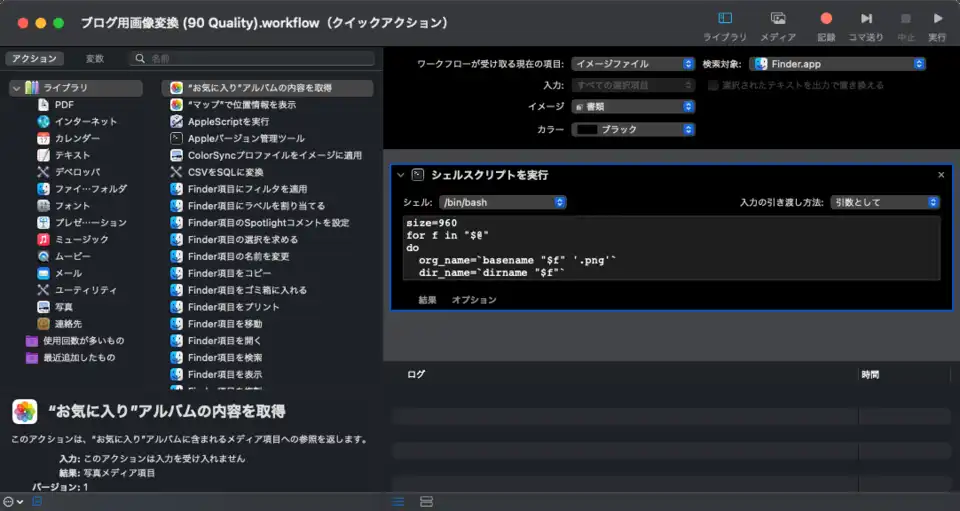 ブログ用画像変換 (90 Quality).workflow（クイックアクション）
ライブラリ
メディア
記録
コマ送り
中止
実行
アクション
変数
名前
ライブラリ
PDF
インターネット
カレンダー
テキスト
デベロッパ
ファイ…フォルダ
フォント
プレゼ…ーション
ミュージック
ムービー
メール
ユーティリティ
写真
連絡先
使用回数が多いもの
最近追加したもの
“お気に入り”アルバムの内容を取得
“マップ”で位置情報を表示
AppleScriptを実行
Appleバージョン管理ツール
ColorSyncプロファイルをイメージに適用
CSVをSQLに変換
Finder項目にフィルタを適用
Finder項目にラベルを割り当てる
Finder項目のSpotlightコメントを設定
Finder項目の選択を求める
Finder項目の名前を変更
Finder項目をコピー
Finder項目をゴミ箱に入れる
Finder項目をプリント
Finder項目を移動
Finder項目を開く
Finder項目を検索
Finder項目を表示
“お気に入り”アルバムの内容を取得
このアクションは、“お気に入り”アルバムに含まれるメディア項目への参照を返します。
入力: このアクションは入力を受け入れません
結果: 写真メディア項目
バージョン: 1
ワークフローが受け取る現在の項目: イメージファイル 検索対象: Finder.app
入力: すべての選択項目 選択されたテキストを出力で置き換える
イメージ 書類
カラー ブラック
シェルスクリプトを実行
シェル: /bin/bash 入力の引き渡し方法: 引数として
size=960
for f in "$@"
do
org_name=`basename "$f" '.png'`
dir_name=`dirname "$f"`
結果 オプション
ログ 時間